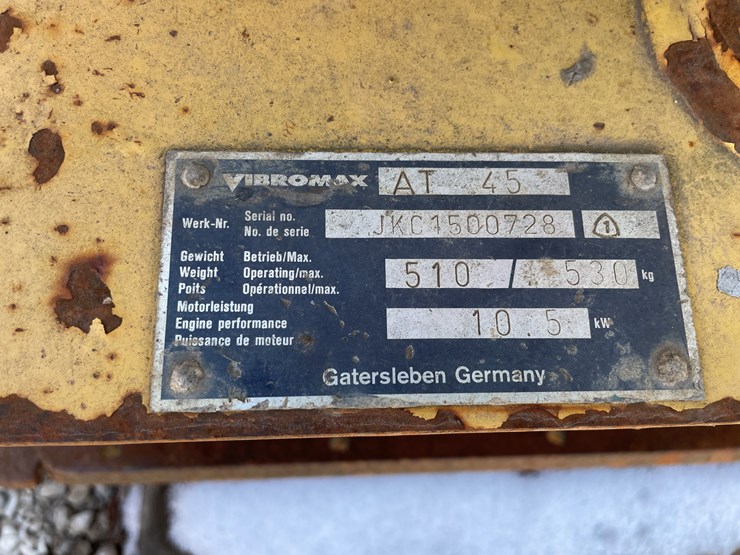 VIBROMAX AT 45
Werk-Nr. Serial no. JKC1500728 1
No. de serie
Gewicht Betrieb/Max.
Weight Operating/max. 510 / 530 kg
Poits Opérationnel/max.
Motorleistung
Engine performance 10.5 kW
Puissance de moteur
Gatersleben Germany